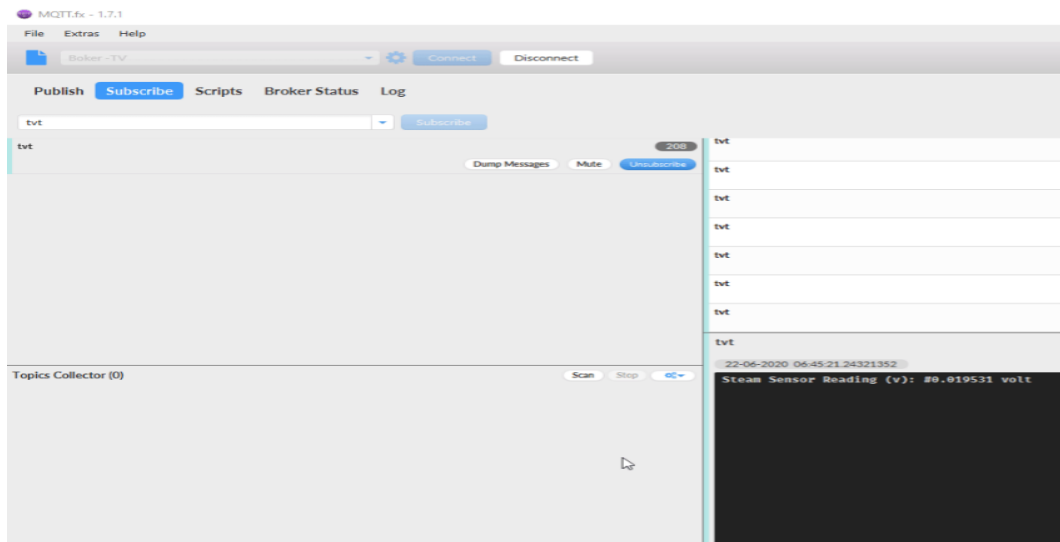 MQTT.fx - 1.7.1
File Extras Help
Boker -TV Connect Disconnect
Publish Subscribe Scripts Broker Status Log
tvt Subscribe
tvt 208
Dump Messages Mute Unsubscribe
tvt
tvt
tvt
tvt
tvt
tvt
tvt
tvt
22-06-2020 06:45:21.24321352
Steam Sensor Reading (v): #0.019531 volt
Topics Collector (0) Scan Stop